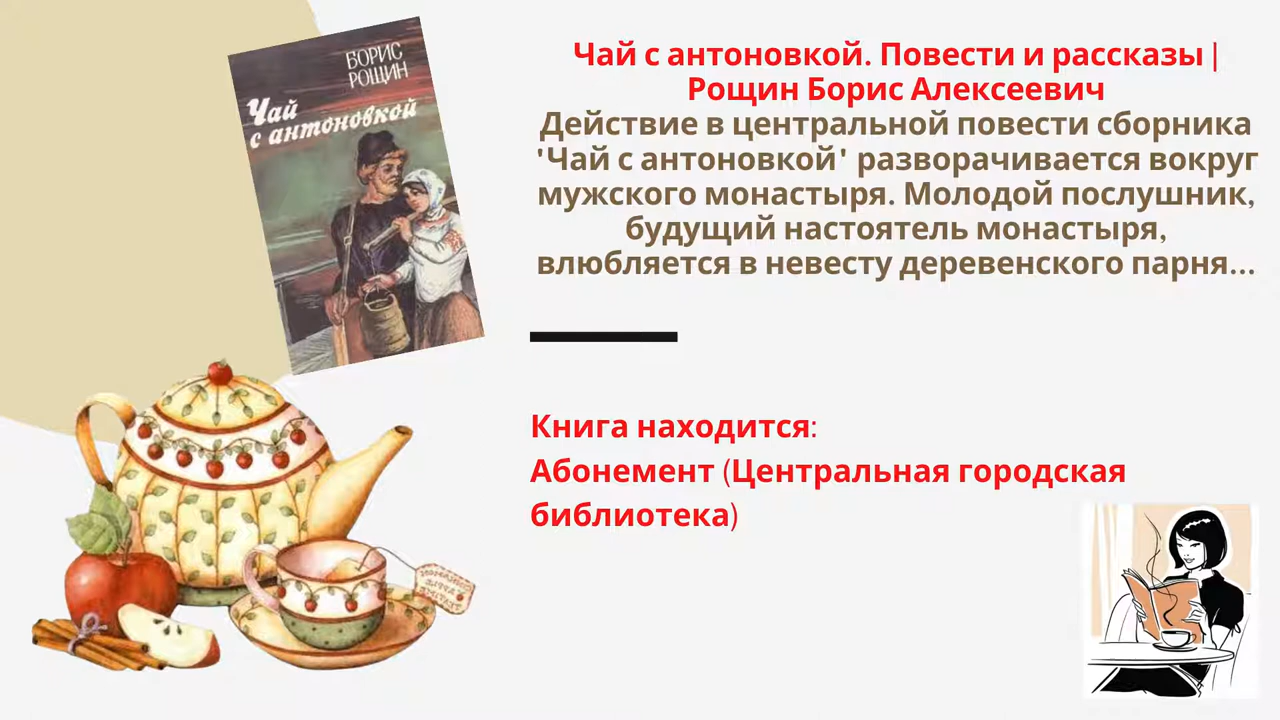 БОРИС
РОЩИН
Чай
с антоновкой
Чай с антоновкой. Повести и рассказы |
Рощин Борис Алексеевич
Действие в центральной повести сборника
'Чай с антоновкой' разворачивается вокруг
мужского монастыря. Молодой послушник,
будущий настоятель монастыря,
влюбляется в невесту деревенского парня...
Книга находится:
Абонемент (Центральная городская
библиотека)